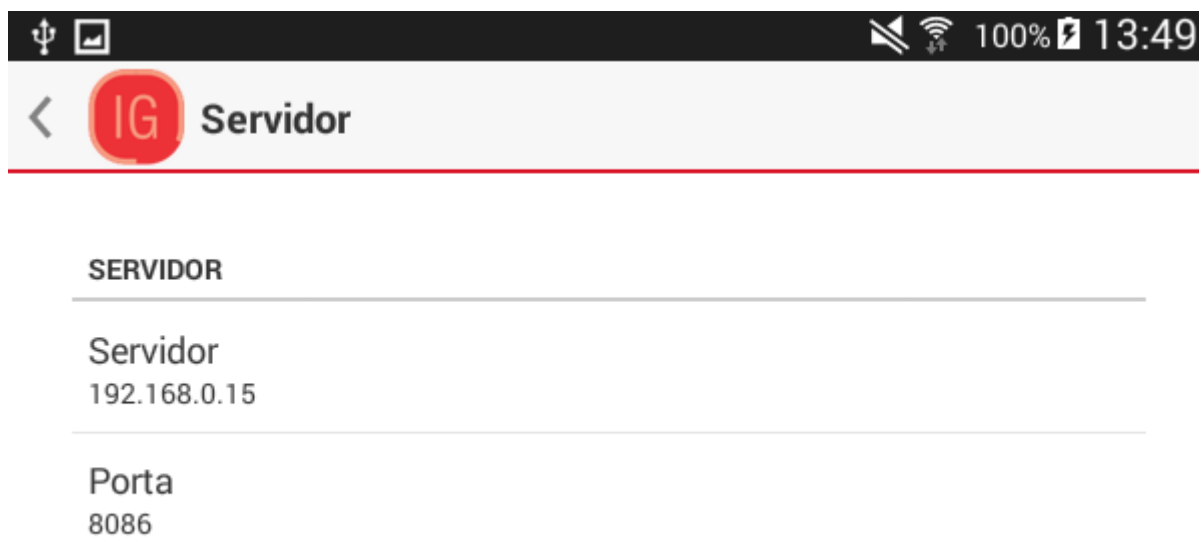 100% 13:49
IG Servidor
SERVIDOR
Servidor
192.168.0.15
Porta
8086